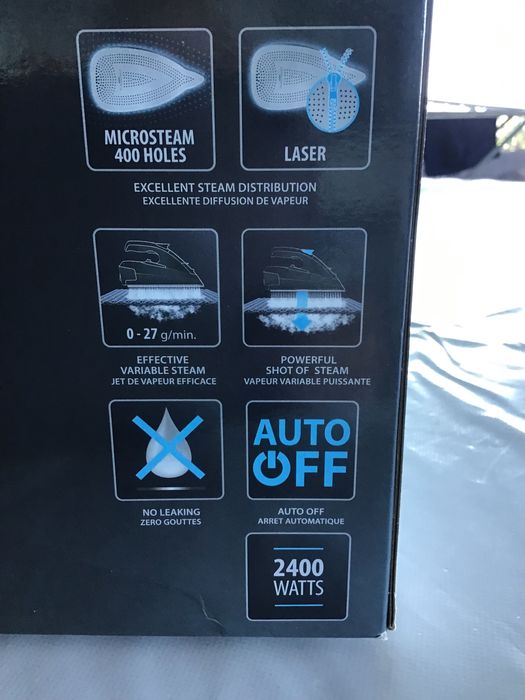 MICROSTEAM
400 HOLES
LASER
EXCELLENT STEAM DISTRIBUTION
EXCELLENTE DIFFUSION DE VAPEUR
0 - 27 g/min.
EFFECTIVE
VARIABLE STEAM
JET DE VAPEUR EFFICACE
POWERFUL
SHOT OF STEAM
VAPEUR VARIABLE PUISSANTE
NO LEAKING
ZERO GOUTTES
AUTO
OFF
AUTO OFF
ARRET AUTOMATIQUE
2400
WATTS